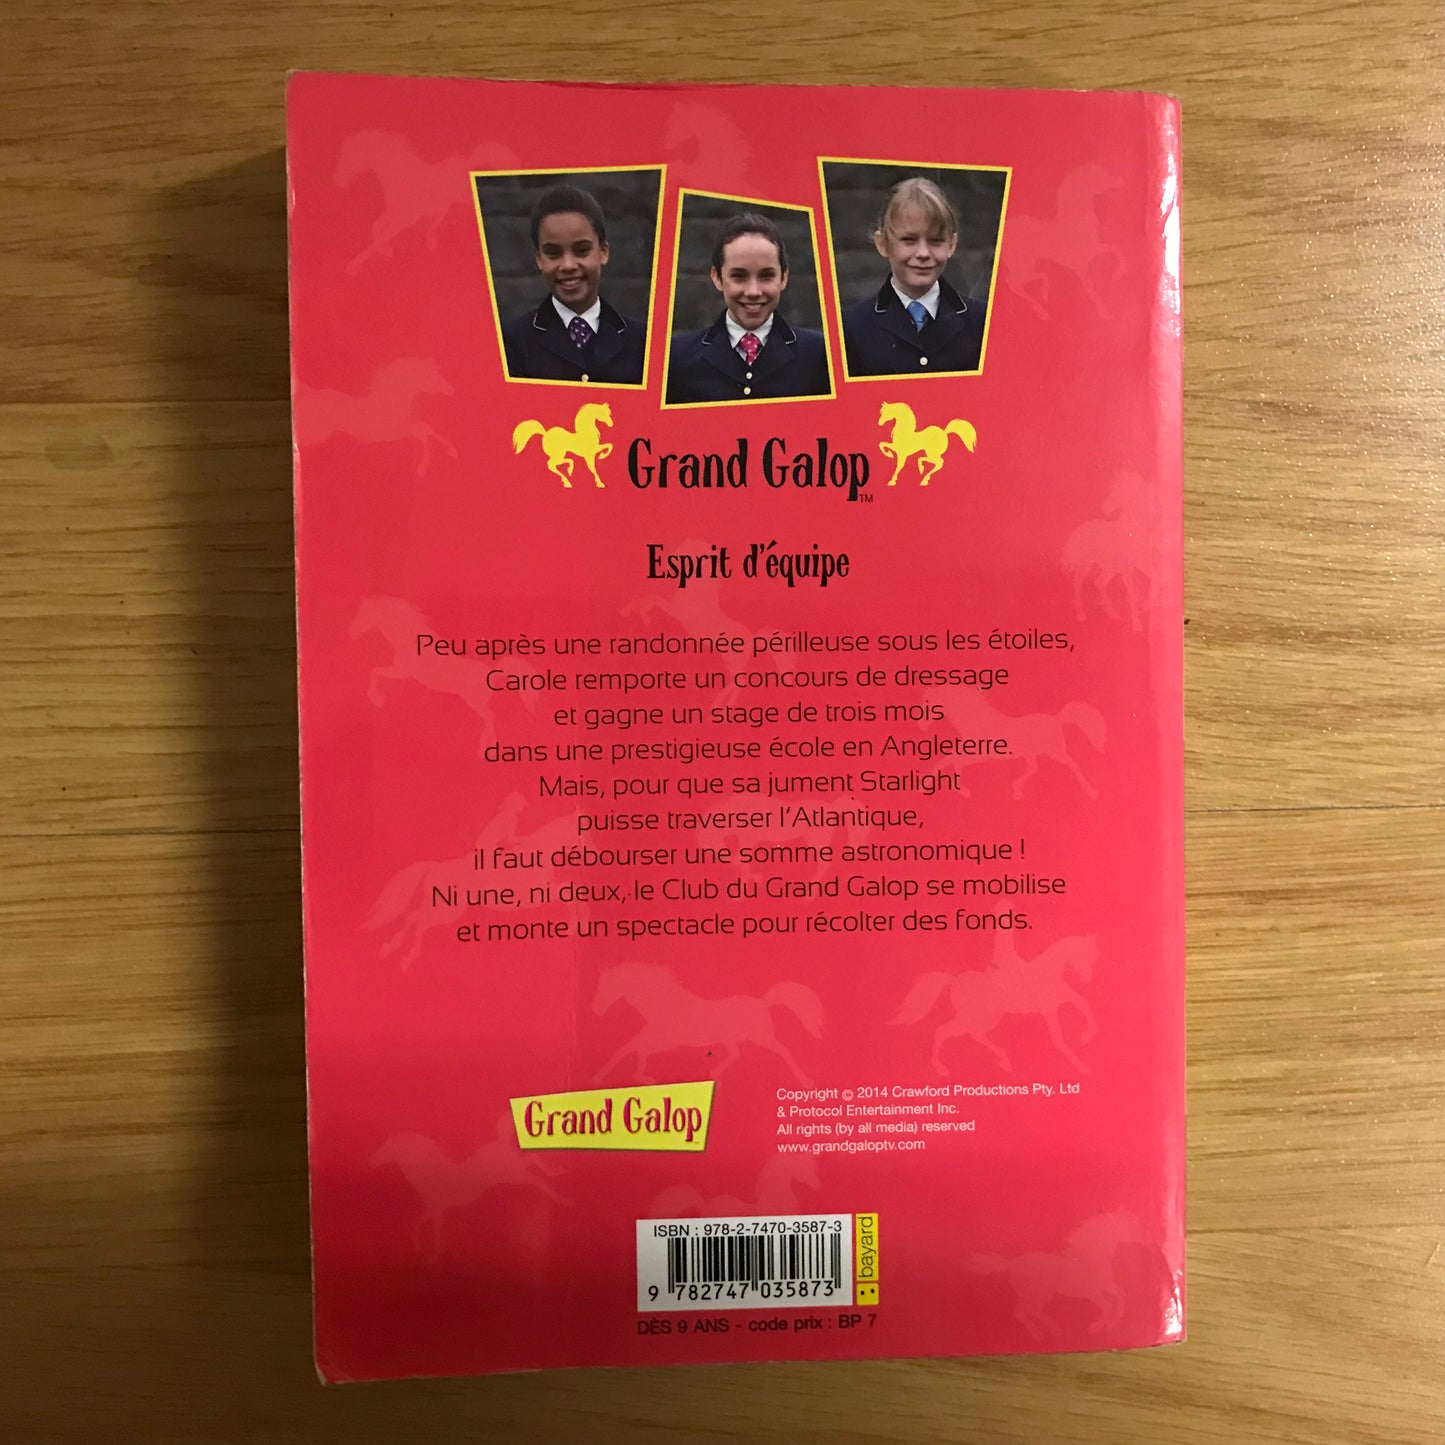 Grand Galop
TM
Esprit d'équipe
Peu après une randonnée périlleuse sous les étoiles,
Carole remporte un concours de dressage
et gagne un stage de trois mois
dans une prestigieuse école en Angleterre.
Mais, pour que sa jument Starlight
puisse traverser l'Atlantique,
il faut débourser une somme astronomique !
Ni une, ni deux, le Club du Grand Galop se mobilise
et monte un spectacle pour récolter des fonds.
Grand Galop
Copyright © 2014 Crawford Productions Pty. Ltd
& Protocol Entertainment Inc.
All rights (by all media) reserved
www.grandgaloptv.com
ISBN : 978-2-7470-3587-3
9 782747 035873
bayard
DÈS 9 ANS - code prix : BP 7